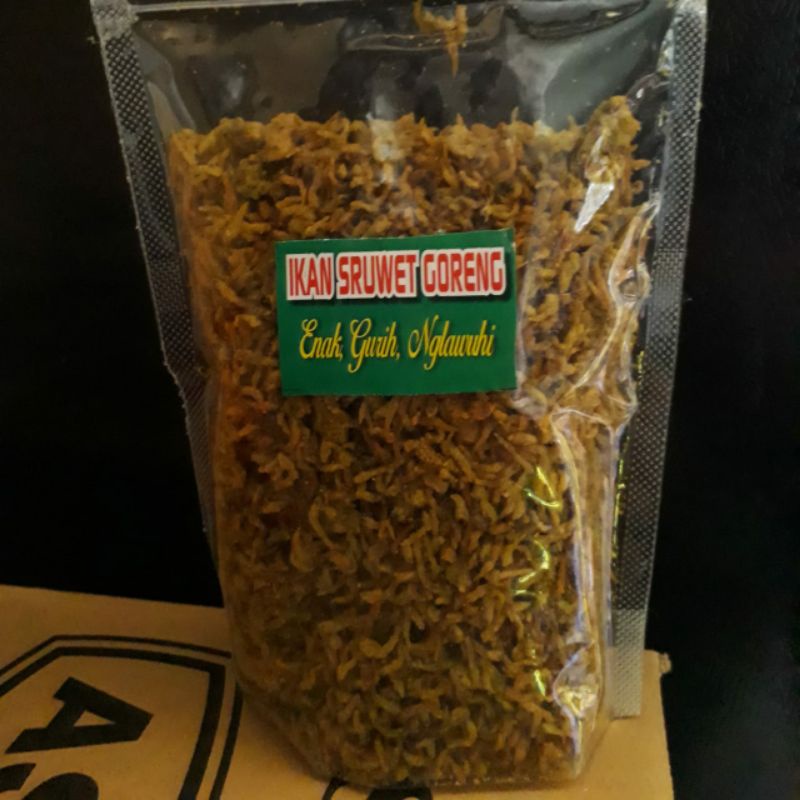 IKAN SRUWET GORENG
Enak, Gurih, Nglawuhi